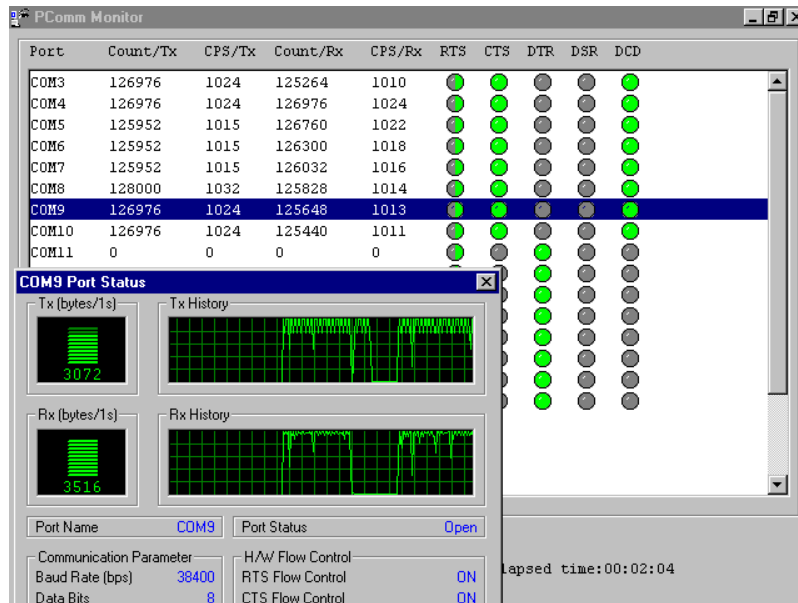 PComm Monitor
Port Count/Tx CPS/Tx Count/Rx CPS/Rx RTS CTS DTR DSR DCD
COM3 126976 1024 125264 1010
COM4 126976 1024 126976 1024
COM5 125952 1015 126760 1022
COM6 125952 1015 126300 1018
COM7 125952 1015 126032 1016
COM8 128000 1032 125828 1014
COM9 126976 1024 125648 1013
COM10 126976 1024 125440 1011
COM11 0 0 0 0
COM9 Port Status
Tx (bytes/1s) Tx History
3072
Rx (bytes/1s) Rx History
3516
Port Name COM9 Port Status Open
Communication Parameter H/W Flow Control
Baud Rate (bps) 38400 RTS Flow Control ON
Data Bits 8 CTS Flow Control ON
lapsed time:00:02:04